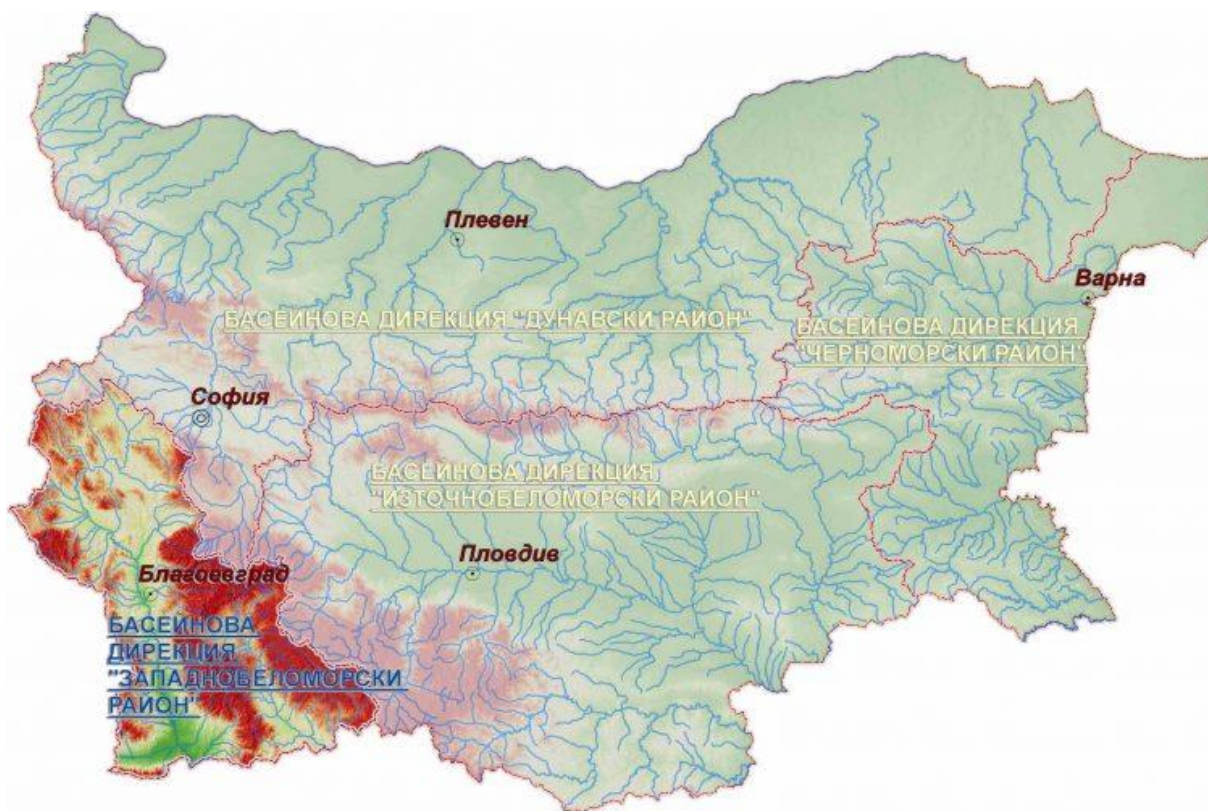 Плевен
Варна
БАСЕЙНОВА ДИРЕКЦИЯ "ДУНАВСКИ РАЙОН"
БАСЕЙНОВА ДИРЕКЦИЯ
"ЧЕРНОМОРСКИ РАЙОН"
София
БАСЕЙНОВА ДИРЕКЦИЯ
"ИЗТОЧНОБЕЛОМОРСКИ РАЙОН"
Пловдив
Благоевград
БАСЕЙНОВА
ДИРЕКЦИЯ
"ЗАПАДНОБЕЛОМОРСКИ
РАЙОН"